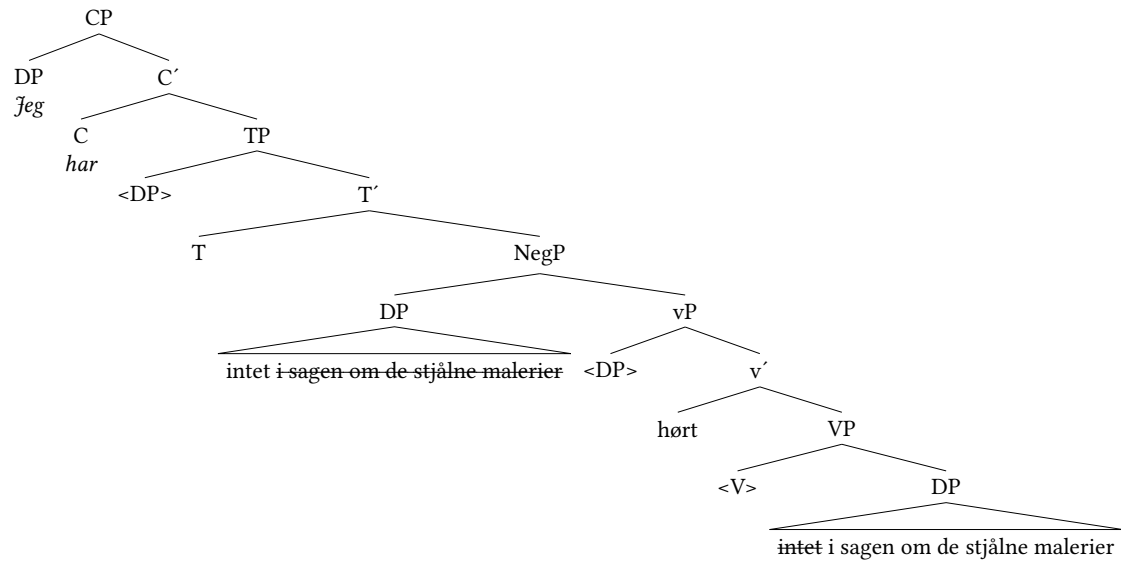 CP
DP C´
Jeg
C TP
har
<DP> T´
T NegP
DP vP
intet i sagen om de stjålne malerier <DP> v´
hørt VP
<V> DP
intet i sagen om de stjålne malerier